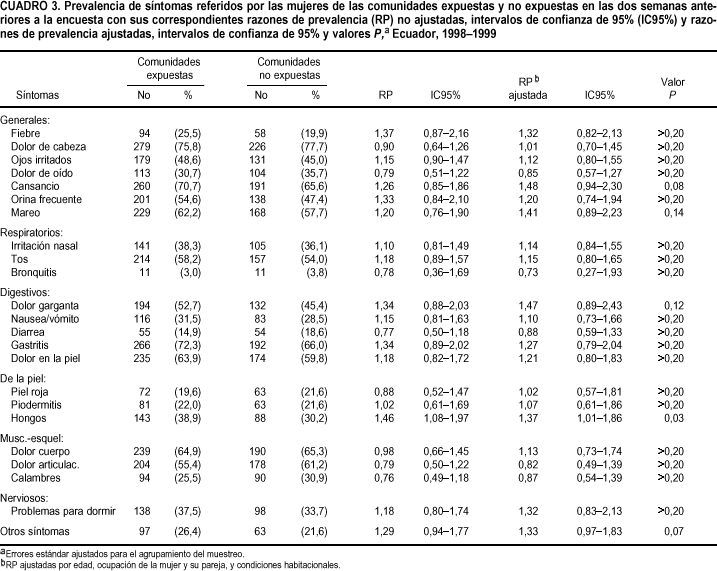 CUADRO 3. Prevalencia de síntomas referidos por las mujeres de las comunidades expuestas y no expuestas en las dos semanas ante-
riores a la encuesta con sus correspondientes razones de prevalencia (RP) no ajustadas, intervalos de confianza de 95% (IC95%) y razo-
nes de prevalencia ajustadas, intervalos de confianza de 95% y valores P,a Ecuador, 1998–1999
Comunidades Comunidades
expuestas no expuestas RP b Valor
Síntomas No % No % RP IC95% ajustada IC95% P
Generales:
Fiebre 94 (25,5) 58 (19,9) 1,37 0,87–2,16 1,32 0,82–2,13 >0,20
Dolor de cabeza 279 (75,8) 226 (77,7) 0,90 0,64–1,26 1,01 0,70–1,45 >0,20
Ojos irritados 179 (48,6) 131 (45,0) 1,15 0,90–1,47 1,12 0,80–1,55 >0,20
Dolor de oído 113 (30,7) 104 (35,7) 0,79 0,51–1,22 0,85 0,57–1,27 >0,20
Cansancio 260 (70,7) 191 (65,6) 1,26 0,85–1,86 1,48 0,94–2,30 0,08
Orina frecuente 201 (54,6) 138 (47,4) 1,33 0,84–2,10 1,20 0,74–1,94 >0,20
Mareo 229 (62,2) 168 (57,7) 1,20 0,76–1,90 1,41 0,89–2,23 0,14
Respiratorios:
Irritación nasal 141 (38,3) 105 (36,1) 1,10 0,81–1,49 1,14 0,84–1,55 >0,20
Tos 214 (58,2) 157 (54,0) 1,18 0,89–1,57 1,15 0,80–1,65 >0,20
Bronquitis 11 (3,0) 11 (3,8) 0,78 0,36–1,69 0,73 0,27–1,93 >0,20
Digestivos:
Dolor garganta 194 (52,7) 132 (45,4) 1,34 0,88–2,03 1,47 0,89–2,43 0,12
Nausea/vómito 116 (31,5) 83 (28,5) 1,15 0,81–1,63 1,10 0,73–1,66 >0,20
Diarrea 55 (14,9) 54 (18,6) 0,77 0,50–1,18 0,88 0,59–1,33 >0,20
Gastritis 266 (72,3) 192 (66,0) 1,34 0,89–2,02 1,27 0,79–2,04 >0,20
Dolor en la piel 235 (63,9) 174 (59,8) 1,18 0,82–1,72 1,21 0,80–1,83 >0,20
De la piel:
Piel roja 72 (19,6) 63 (21,6) 0,88 0,52–1,47 1,02 0,57–1,81 >0,20
Piodermitis 81 (22,0) 63 (21,6) 1,02 0,61–1,69 1,07 0,61–1,86 >0,20
Hongos 143 (38,9) 88 (30,2) 1,46 1,08–1,97 1,37 1,01–1,86 0,03
Musc.-esquel:
Dolor cuerpo 239 (64,9) 190 (65,3) 0,98 0,66–1,45 1,13 0,73–1,74 >0,20
Dolor articulac. 204 (55,4) 178 (61,2) 0,79 0,50–1,22 0,82 0,49–1,39 >0,20
Calambres 94 (25,5) 90 (30,9) 0,76 0,49–1,18 0,87 0,54–1,39 >0,20
Nerviosos:
Problemas para dormir 138 (37,5) 98 (33,7) 1,18 0,80–1,74 1,32 0,83–2,13 >0,20
Otros síntomas 97 (26,4) 63 (21,6) 1,29 0,94–1,77 1,33 0,97–1,83 0,07
aErrores estándar ajustados para el agrupamiento del muestreo.
bRP ajustadas por edad, ocupación de la mujer y su pareja, y condiciones habitacionales.